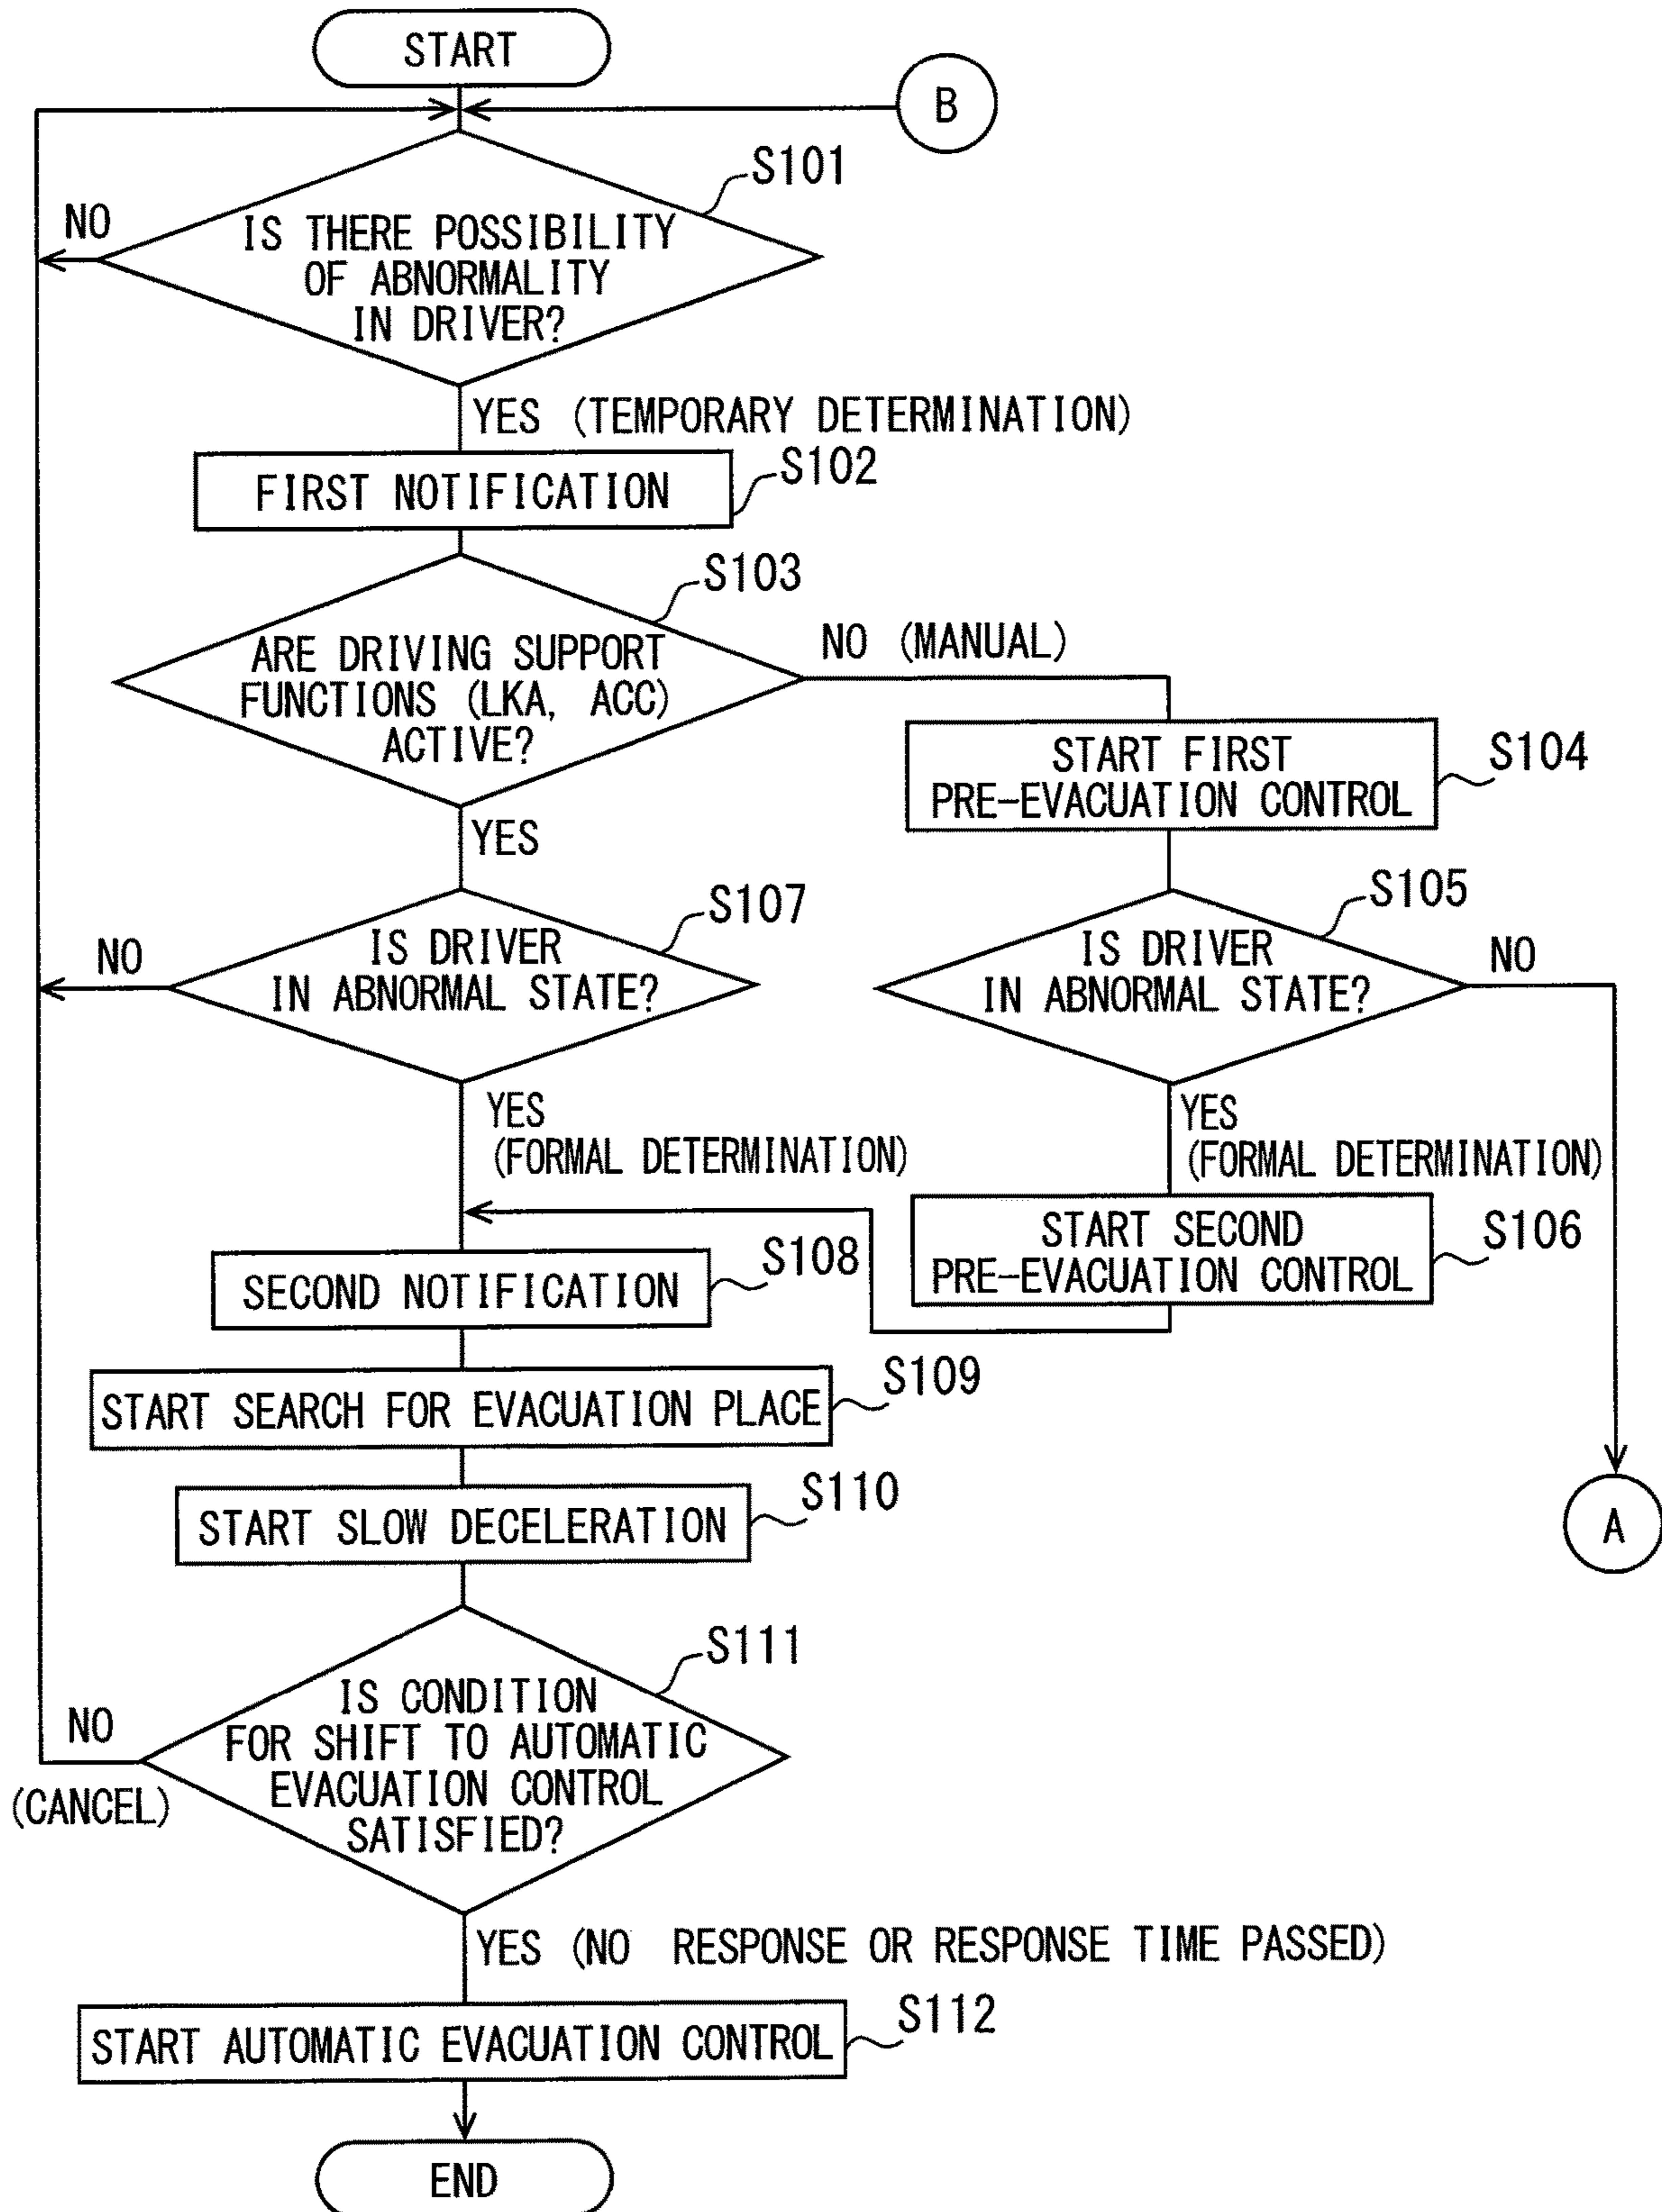 START
B
S101
NO
IS THERE POSSIBILITY
OF ABNORMALITY
IN DRIVER?
YES (TEMPORARY DETERMINATION)
S102
FIRST NOTIFICATION
S103
ARE DRIVING SUPPORT
FUNCTIONS (LKA, ACC)
ACTIVE?
NO (MANUAL)
START FIRST
PRE-EVACUATION CONTROL
S104
YES
S107
NO
IS DRIVER
IN ABNORMAL STATE?
S105
IS DRIVER
IN ABNORMAL STATE?
NO
YES
(FORMAL DETERMINATION)
YES
(FORMAL DETERMINATION)
START SECOND
PRE-EVACUATION CONTROL
S106
S108
SECOND NOTIFICATION
S109
START SEARCH FOR EVACUATION PLACE
S110
START SLOW DECELERATION
A
S111
NO
(CANCEL)
IS CONDITION
FOR SHIFT TO AUTOMATIC
EVACUATION CONTROL
SATISFIED?
YES (NO RESPONSE OR RESPONSE TIME PASSED)
S112
START AUTOMATIC EVACUATION CONTROL
END